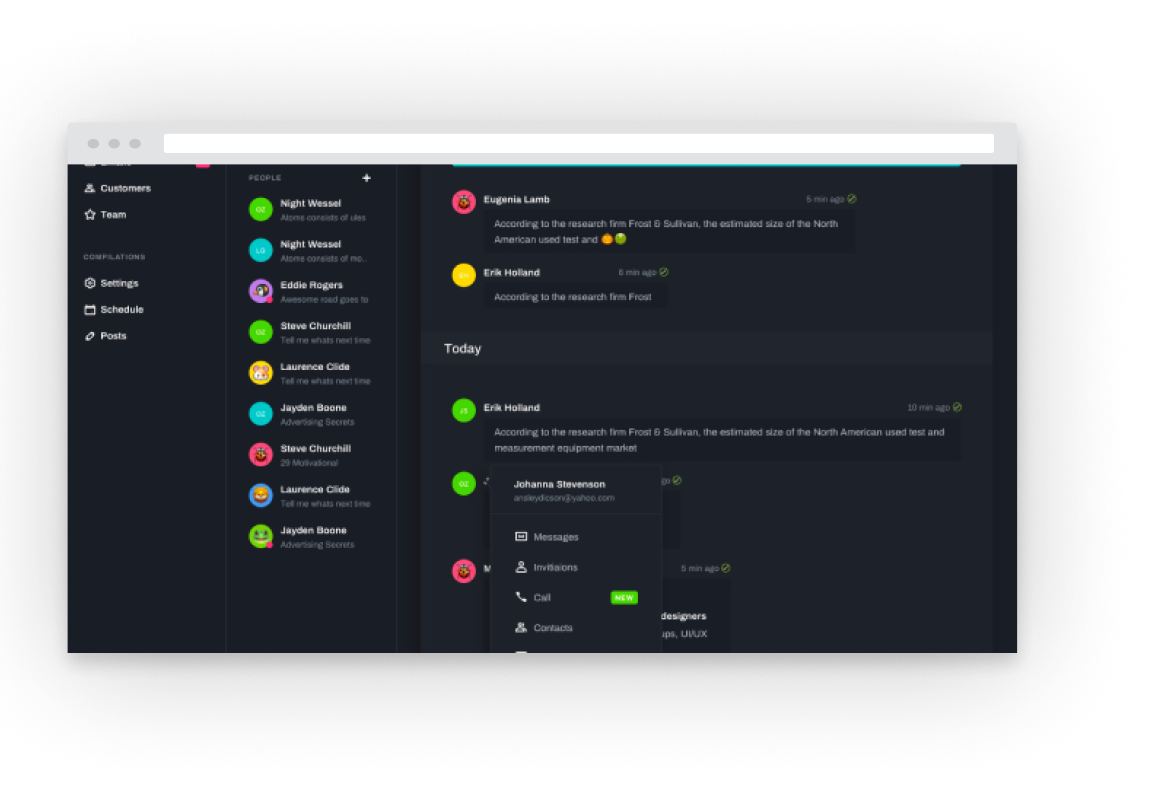 Customers
Team
COMPILATIONS
Settings
Schedule
Posts
PEOPLE
OZ
Night Wessel
Atoms consists of ules
LG
Night Wessel
Atoms consists of mo..
Eddie Rogers
Awesome road goes to
OZ
Steve Churchill
Tell me whats next time
Laurence Clide
Tell me whats next time
OZ
Jayden Boone
Advertising Secrets
Steve Churchill
29 Motivational
Laurence Clide
Tell me whats next time
Jayden Boone
Advertising Secrets
Eugenia Lamb
5 min ago
According to the research firm Frost & Sullivan, the estimated size of the North
American used test and
Erik Holland
6 min ago
According to the research firm Frost
Today
JS
Erik Holland
10 min ago
According to the research firm Frost & Sullivan, the estimated size of the North American used test and
measurement equipment market
OZ
go
Johanna Stevenson
ansleydicson@yahoo.com
Messages
Invitiaions
Call
NEW
Contacts
M
5 min ago
designers
ups, UI/UX